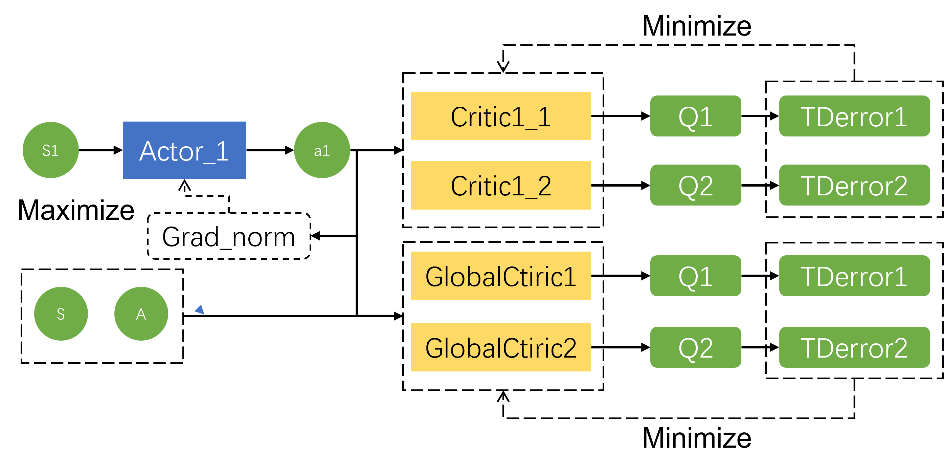 Minimize
Critic1_1
Q1
TDerror1
S1
Actor_1
a1
Critic1_2
Q2
TDerror2
Maximize
Grad_norm
GlobalCtiric1
Q1
TDerror1
S
A
GlobalCtiric2
Q2
TDerror2
Minimize